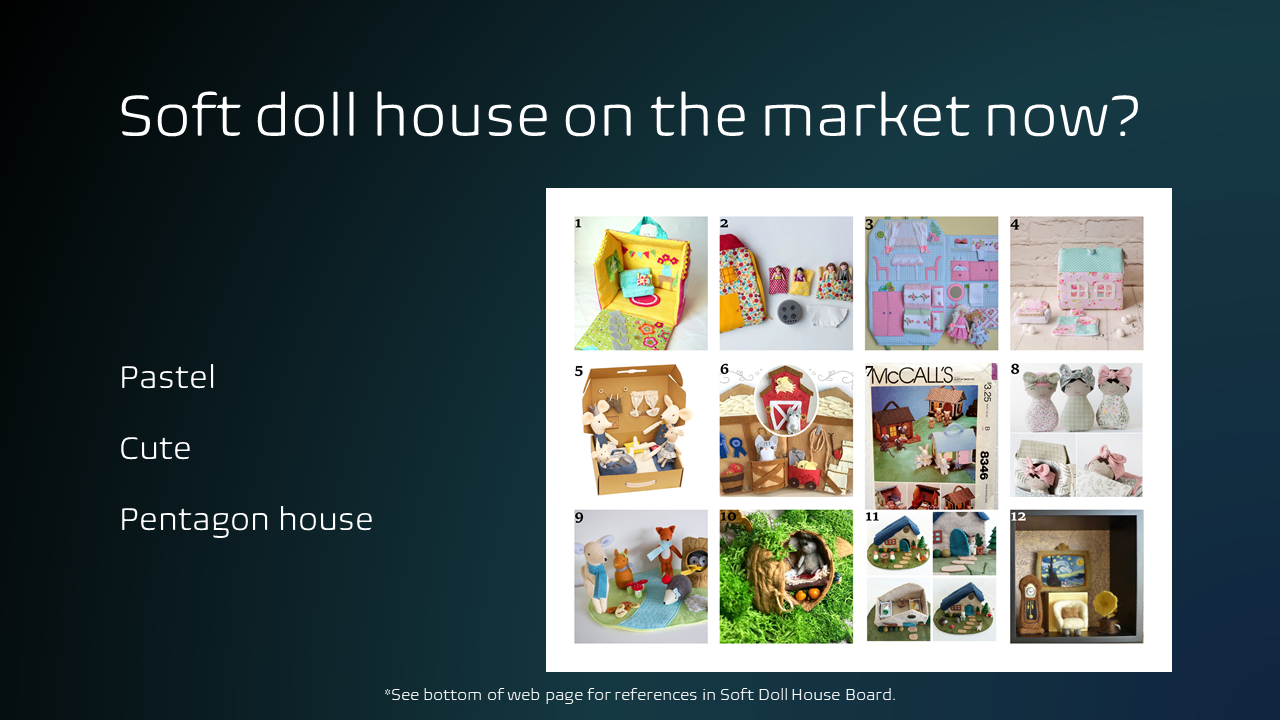 Soft doll house on the market now?
Pastel
Cute
Pentagon house
1
2
3
4
5
6
7
McCALL'S
$3.25
B
8346
8
9
10
11
12
*See bottom of web page for references in Soft Doll House Board.